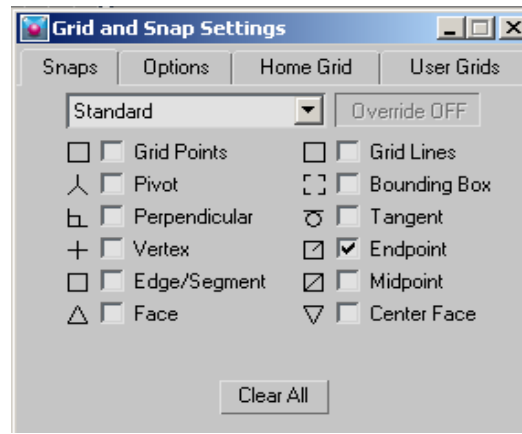 Grid and Snap Settings
Snaps Options Home Grid User Grids
Standard Override OFF
Grid Points Grid Lines
Pivot Bounding Box
Perpendicular Tangent
Vertex Endpoint
Edge/Segment Midpoint
Face Center Face
Clear All